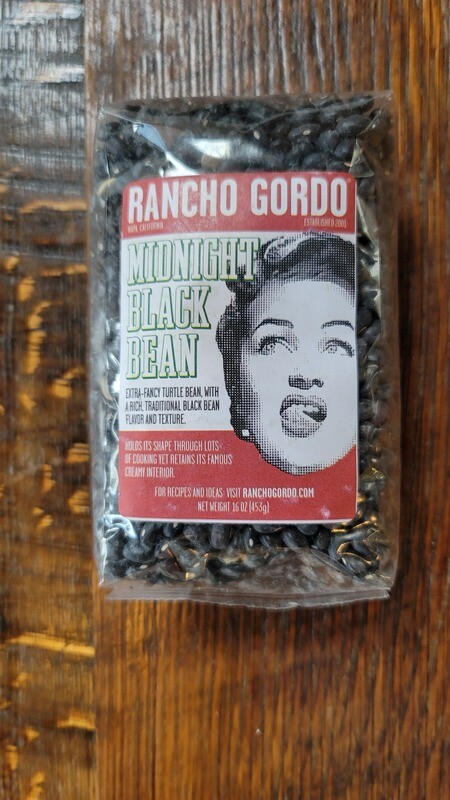 RANCHO GORDO
NAPA, CALIFORNIA ESTABLISHED 2001
MIDNIGHT
BLACK
BEAN
EXTRA-FANCY TURTLE BEAN, WITH
A RICH, TRADITIONAL BLACK BEAN
FLAVOR AND TEXTURE.
HOLDS ITS SHAPE THROUGH LOTS
OF COOKING YET RETAINS ITS FAMOUS
CREAMY INTERIOR.
FOR RECIPES AND IDEAS VISIT RANCHOGORDO.COM
NET WEIGHT 16 OZ (453g)